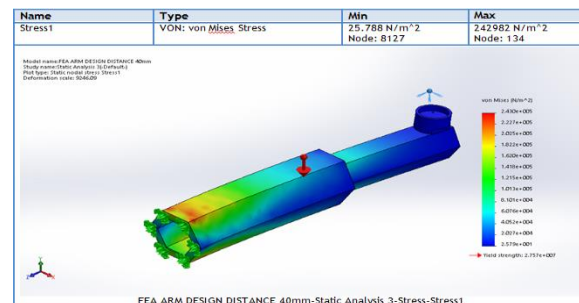 Name Type Min Max
Stress1 VON: von Mises Stress 25.788 N/m^2 242982 N/m^2
Node: 8127 Node: 134
Model name:FEA ARM DESIGN DISTANCE 40mm
Study name:Static Analysis 3(-Default-)
Plot type: Static nodal stress Stress1
Deformation scale: 9246.09
von Mises (N/m^2)
2.430e+005
2.227e+005
2.025e+005
1.822e+005
1.620e+005
1.418e+005
1.215e+005
1.013e+005
8.101e+004
6.076e+004
4.052e+004
2.027e+004
2.579e+001
Yield strength: 2.757e+007
FEA ARM DESIGN DISTANCE 40mm-Static Analysis 3-Stress-Stress1